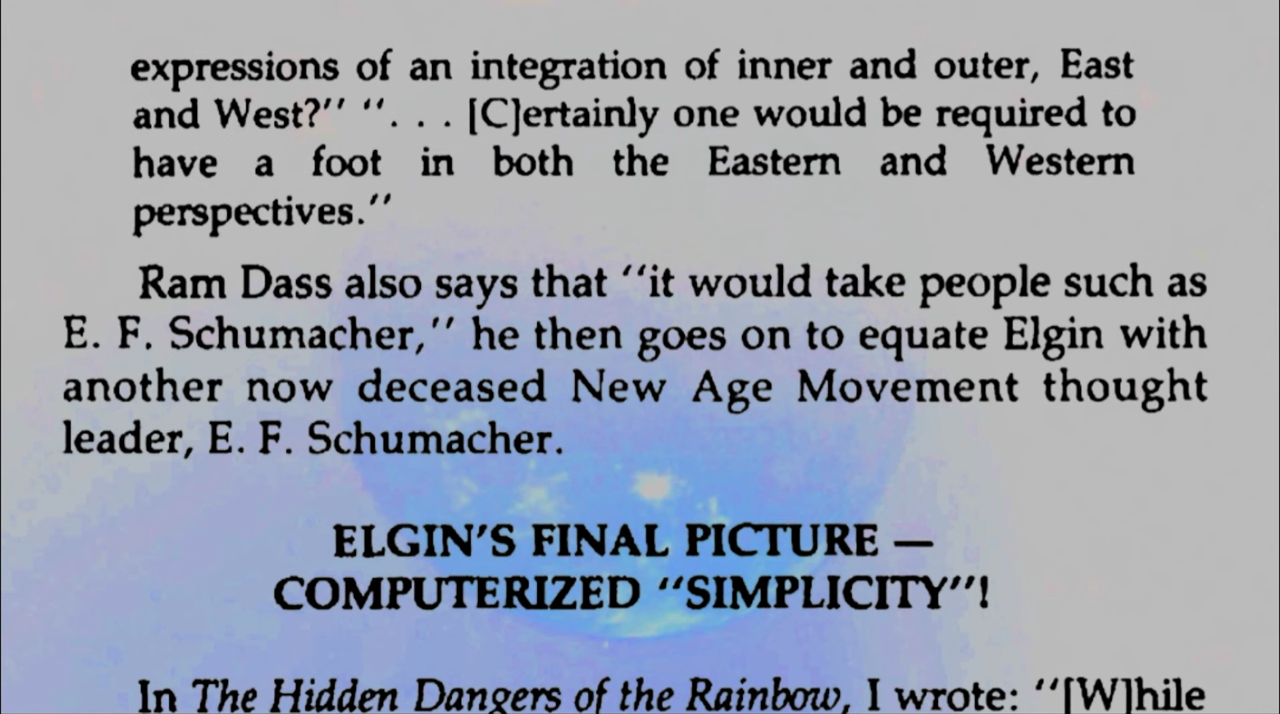 expressions of an integration of inner and outer, East
and West?'' ''. . . [C]ertainly one would be required to
have a foot in both the Eastern and Western
perspectives.''
Ram Dass also says that ''it would take people such as
E. F. Schumacher,'' he then goes on to equate Elgin with
another now deceased New Age Movement thought
leader, E. F. Schumacher.
ELGIN'S FINAL PICTURE —
COMPUTERIZED ''SIMPLICITY''!
In The Hidden Dangers of the Rainbow, I wrote: ''[W]hile